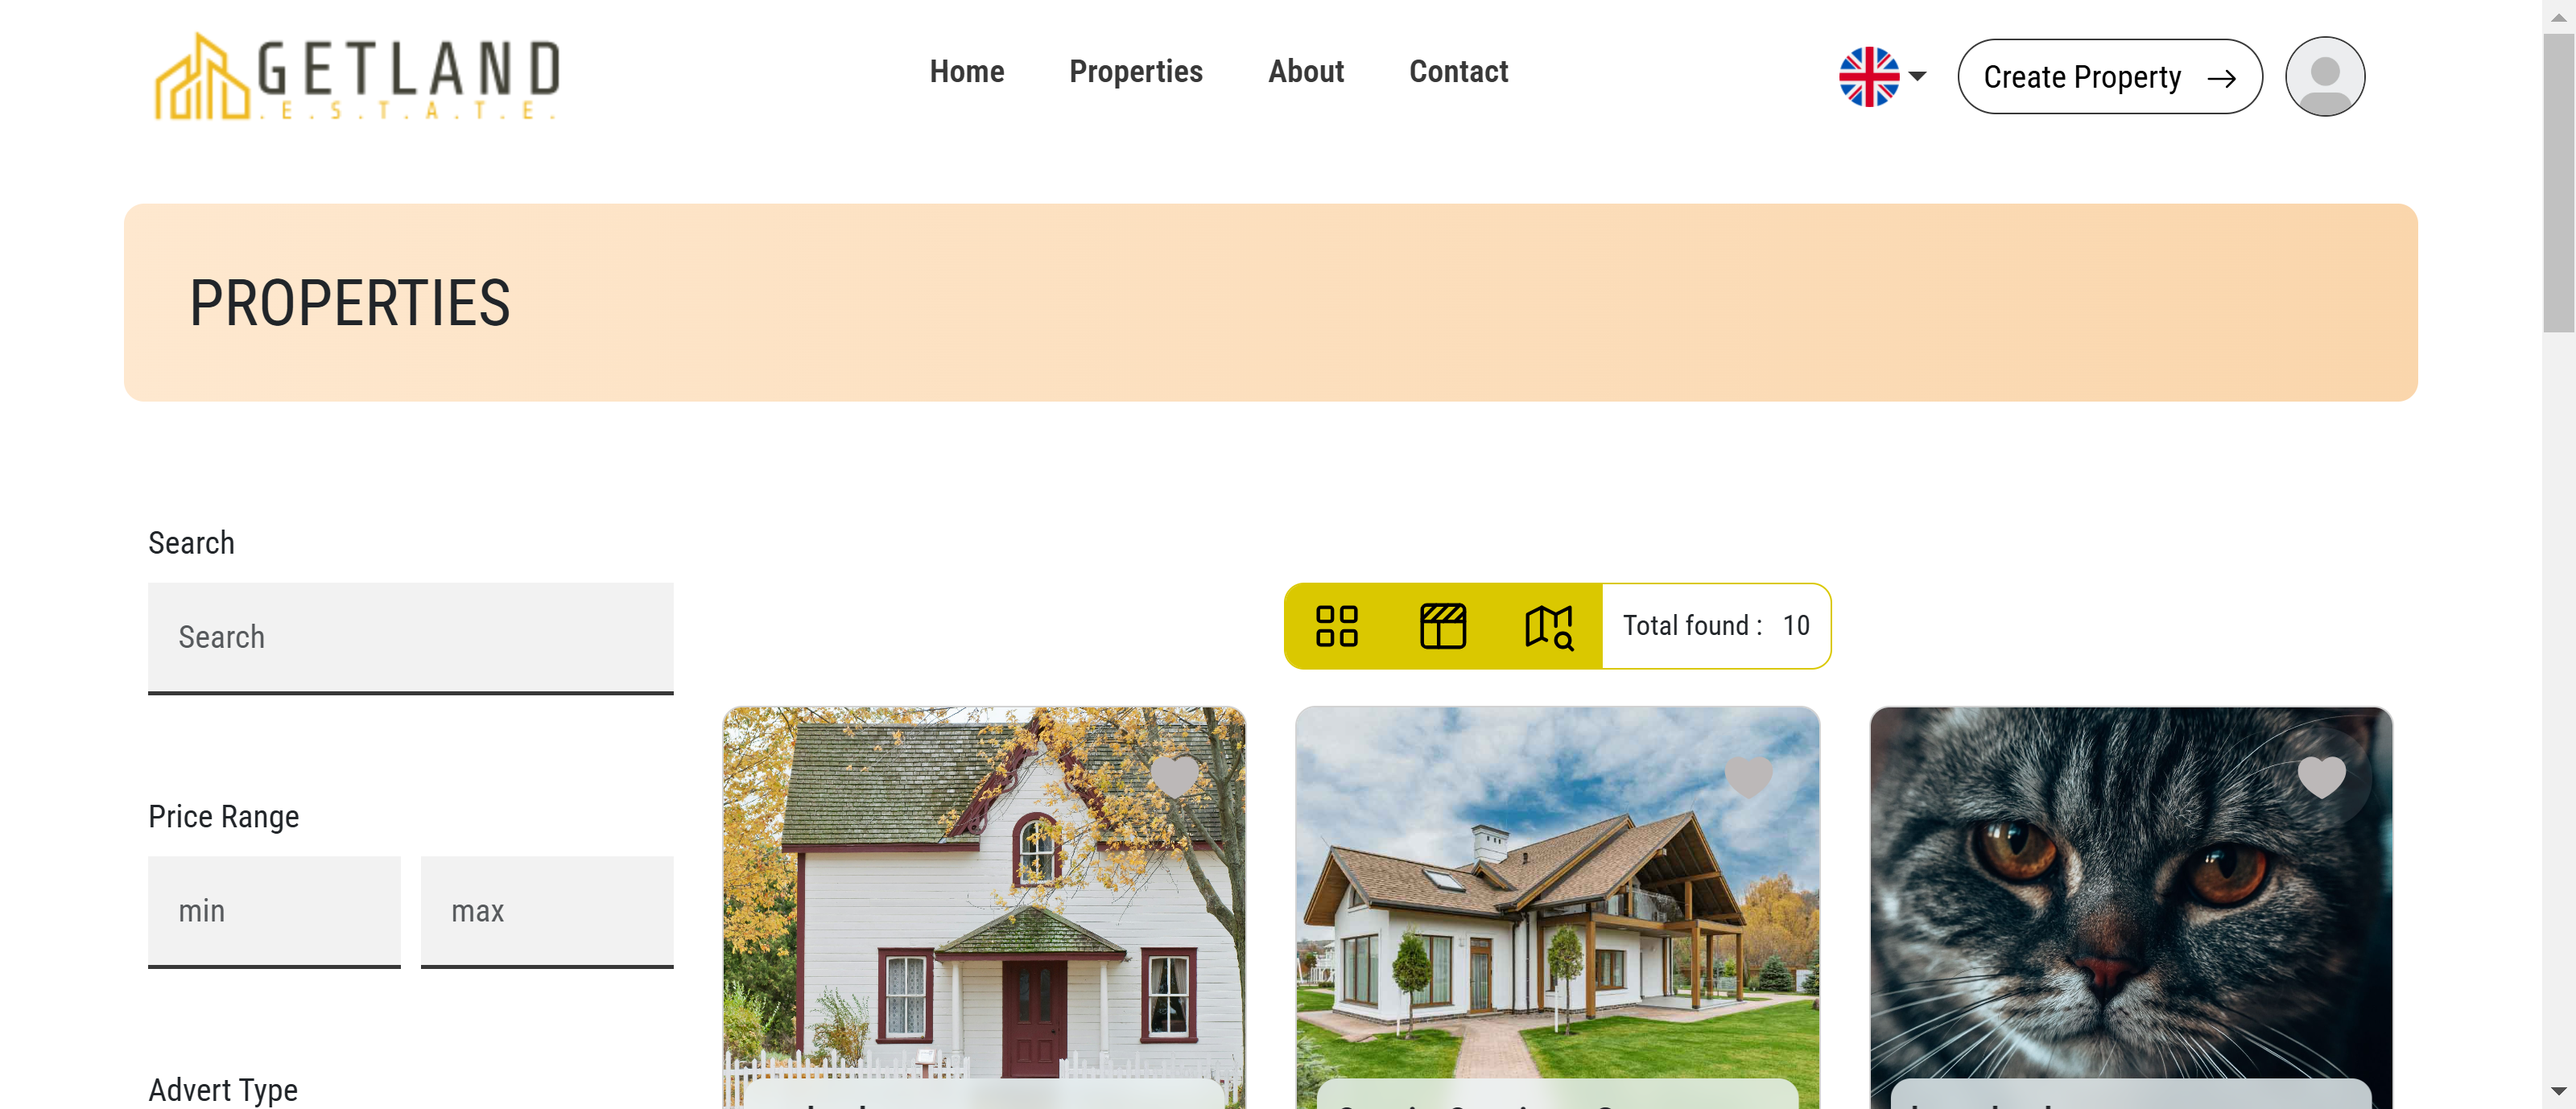 GETLAND
.E.S.T.A.T.E.
Home
Properties
About
Contact
Create Property
PROPERTIES
Search
Search
Total found : 10
Price Range
min
max
Advert Type